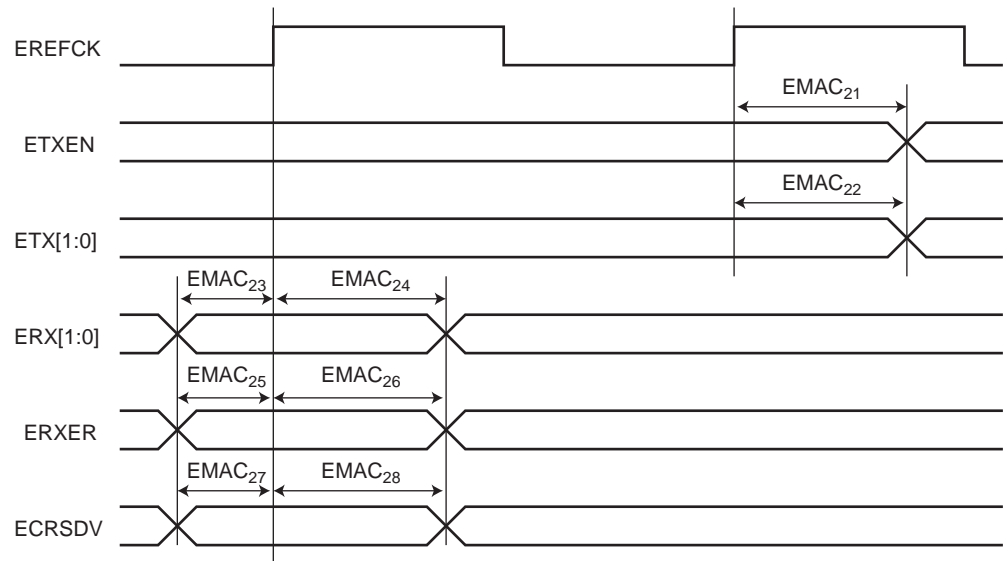 EREFCK
EMAC21
ETXEN
EMAC22
ETX[1:0]
EMAC23 EMAC24
ERX[1:0]
EMAC25 EMAC26
ERXER
EMAC27 EMAC28
ECRSDV